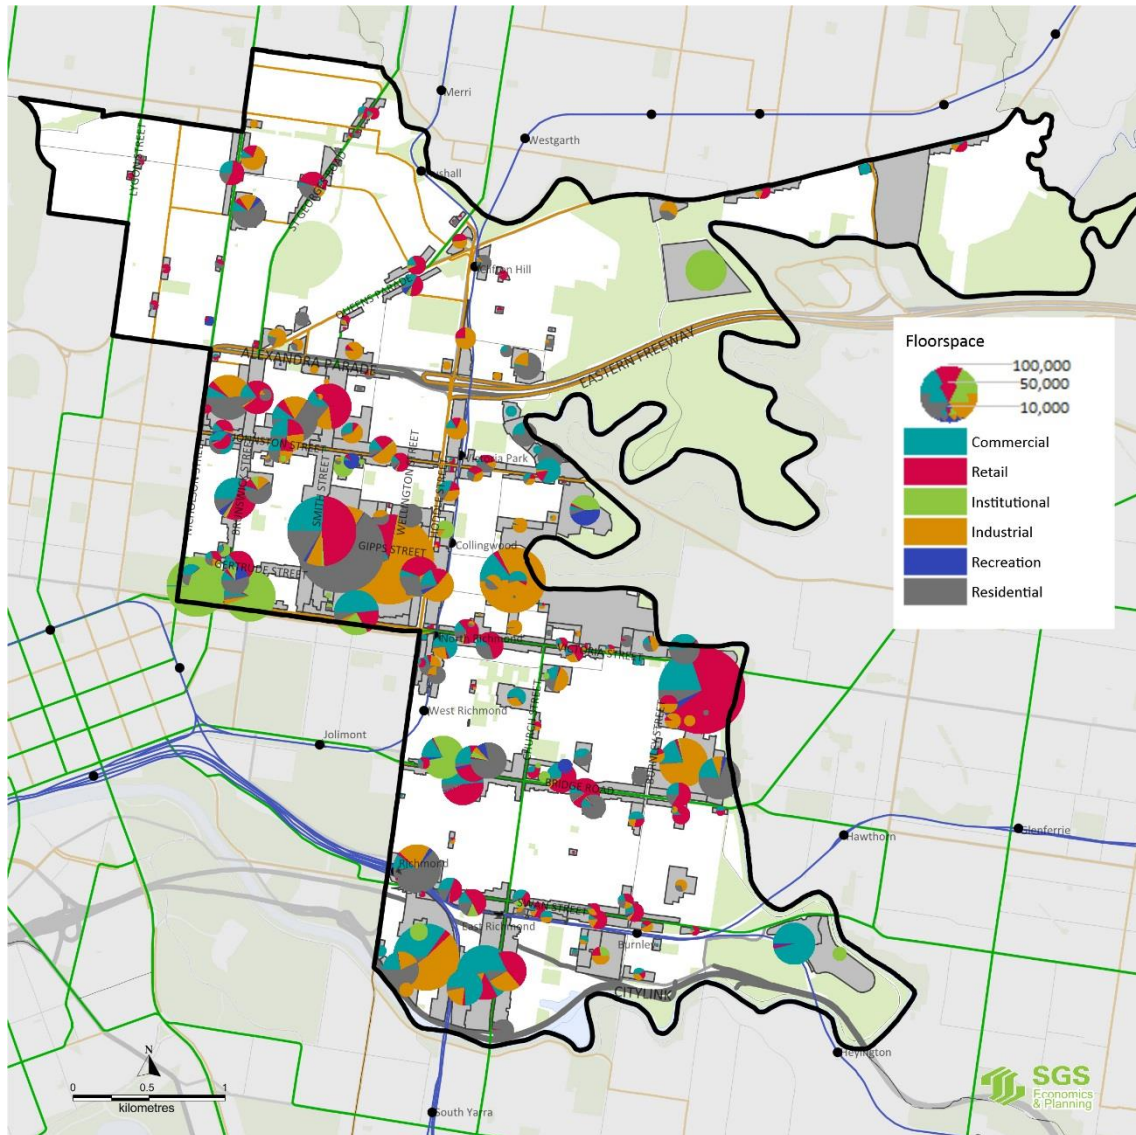 Merri
Westgarth
LYGON STREET
Rushall
ST GEORGES ROAD
Clifton Hill
QUEENS PARADE
ALEXANDRA PARADE
EASTERN FREEWAY
Floorspace
100,000
50,000
10,000
Commercial
Retail
Institutional
Industrial
Recreation
Residential
JOHNSTON STREET
Victoria Park
NICHOLSON STREET
BRUNSWICK STREET
SMITH STREET
WELLINGTON STREET
HODDLE STREET
GIPPS STREET
Collingwood
GERTRUDE STREET
North Richmond
VICTORIA STREET
West Richmond
CHURCH STREET
BURNLEY STREET
Jolimont
BRIDGE ROAD
Hawthorn
Glenferrie
Richmond
SWAN STREET
East Richmond
Burnley
CITYLINK
Heyington
N
0 0.5 1
kilometres
South Yarra
SGS
Economics
& Planning